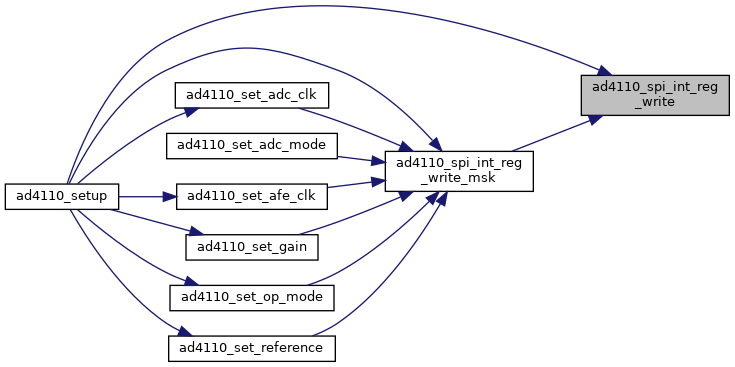 ad4110_spi_int_reg
_write
ad4110_set_adc_clk
ad4110_set_adc_mode
ad4110_spi_int_reg
_write_msk
ad4110_setup
ad4110_set_afe_clk
ad4110_set_gain
ad4110_set_op_mode
ad4110_set_reference